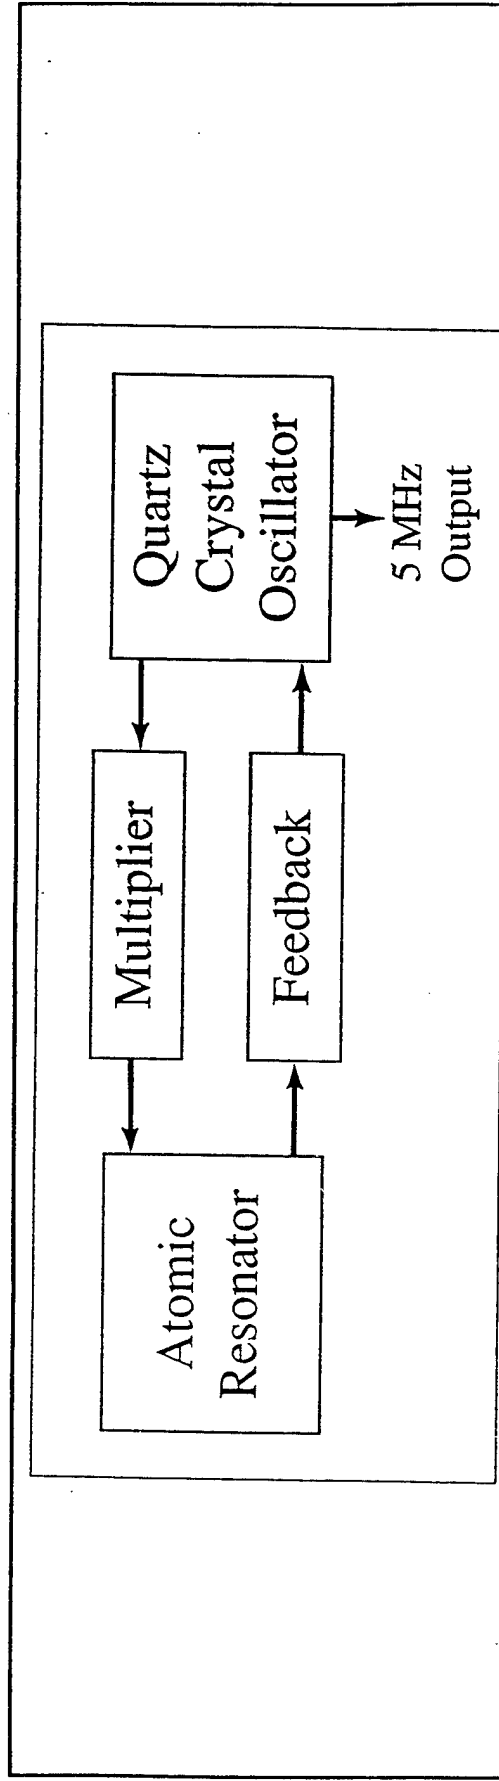 Atomic
Resonator
Multiplier
Feedback
Quartz
Crystal
Oscillator
5 MHz
Output